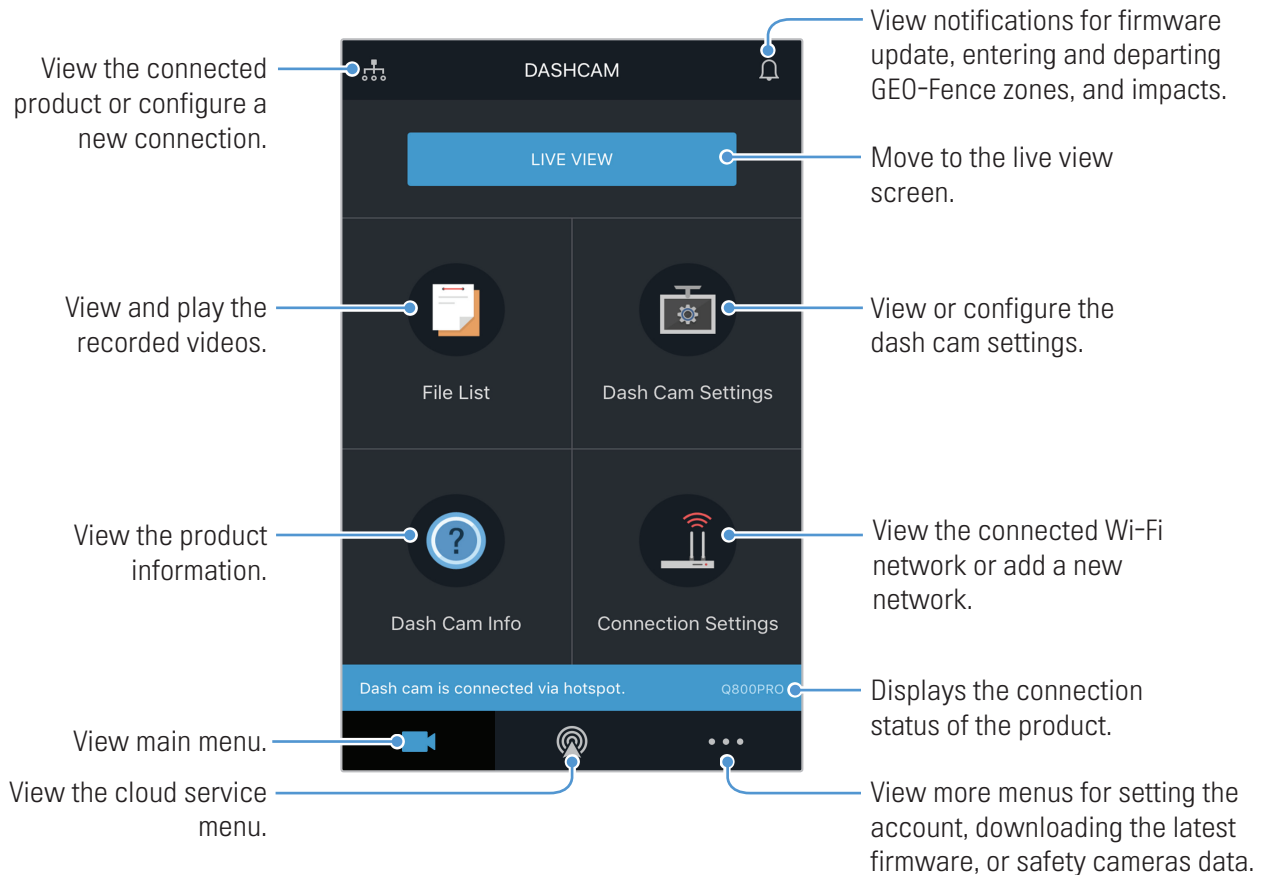 View notifications for firmware
update, entering and departing
GEO-Fence zones, and impacts.
View the connected
product or configure a
new connection.
DASHCAM
LIVE VIEW
Move to the live view
screen.
View and play the
recorded videos.
File List
Dash Cam Settings
View or configure the
dash cam settings.
View the product
information.
?
Dash Cam Info
Connection Settings
View the connected Wi-Fi
network or add a new
network.
Dash cam is connected via hotspot.
Q800PRO
Displays the connection
status of the product.
View main menu.
View the cloud service
menu.
View more menus for setting the
account, downloading the latest
firmware, or safety cameras data.